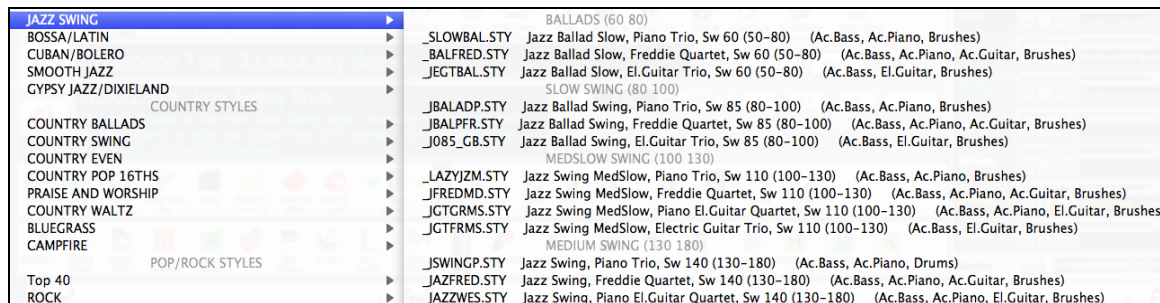 JAZZ SWING
BOSSA/LATIN
CUBAN/BOLERO
SMOOTH JAZZ
GYPSY JAZZ/DIXIELAND
COUNTRY STYLES
COUNTRY BALLADS
COUNTRY SWING
COUNTRY EVEN
COUNTRY POP 16THS
PRAISE AND WORSHIP
COUNTRY WALTZ
BLUEGRASS
CAMPFIRE
POP/ROCK STYLES
Top 40
ROCK
BALLADS (60 80)
_SLOWBAL.STY Jazz Ballad Slow, Piano Trio, Sw 60 (50-80) (Ac.Bass, Ac.Piano, Brushes)
_BALFRED.STY Jazz Ballad Slow, Freddie Quartet, Sw 60 (50-80) (Ac.Bass, Ac.Piano, Ac.Guitar, Brushes)
_JEGTBAL.STY Jazz Ballad Slow, El.Guitar Trio, Sw 60 (50-80) (Ac.Bass, El.Guitar, Brushes)
SLOW SWING (80 100)
_JBALADP.STY Jazz Ballad Swing, Piano Trio, Sw 85 (80-100) (Ac.Bass, Ac.Piano, Brushes)
_JBALPFR.STY Jazz Ballad Swing, Freddie Quartet, Sw 85 (80-100) (Ac.Bass, Ac.Piano, Ac.Guitar, Brushes)
_J085_GB.STY Jazz Ballad Swing, El.Guitar Trio, Sw 85 (80-100) (Ac.Bass, El.Guitar, Brushes)
MEDSLOW SWING (100 130)
_LAZYJZM.STY Jazz Swing MedSlow, Piano Trio, Sw 110 (100-130) (Ac.Bass, Ac.Piano, Brushes)
_JFREDMD.STY Jazz Swing MedSlow, Freddie Quartet, Sw 110 (100-130) (Ac.Bass, Ac.Piano, Ac.Guitar, Brushes)
_JGTGRMS.STY Jazz Swing MedSlow, Piano El.Guitar Quartet, Sw 110 (100-130) (Ac.Bass, Ac.Piano, El.Guitar, Brushes
_JGTFRMS.STY Jazz Swing MedSlow, Electric Guitar Trio, Sw 110 (100-130) (Ac.Bass, El.Guitar, Brushes)
MEDIUM SWING (130 180)
_JSWINGP.STY Jazz Swing, Piano Trio, Sw 140 (130-180) (Ac.Bass, Ac.Piano, Drums)
_JAZFRED.STY Jazz Swing, Freddie Quartet, Sw 140 (130-180) (Ac.Bass, Ac.Piano, Ac.Guitar, Brushes)
_JAZZWES.STY Jazz Swing, Piano El.Guitar Quartet, Sw 140 (130-180) (Ac.Bass, Ac.Piano, El.Guitar, Brushes)